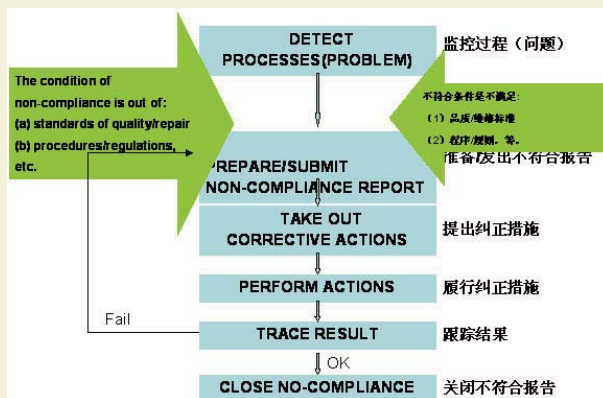 DETECT
PROCESSES(PROBLEM)
监控过程（问题）
The condition of
non-compliance is out of:
(a) standards of quality/repair
(b) procedures/regulations,
etc.
不符合条件是不满足:
（1）品质/维修标准
（2）程序/规则，等。
PREPARE/SUBMIT
NON-COMPLIANCE REPORT
准备/发出不符合报告
TAKE OUT
CORRECTIVE ACTIONS
提出纠正措施
PERFORM ACTIONS
履行纠正措施
Fail
TRACE RESULT
跟踪结果
OK
CLOSE NO-COMPLIANCE
关闭不符合报告